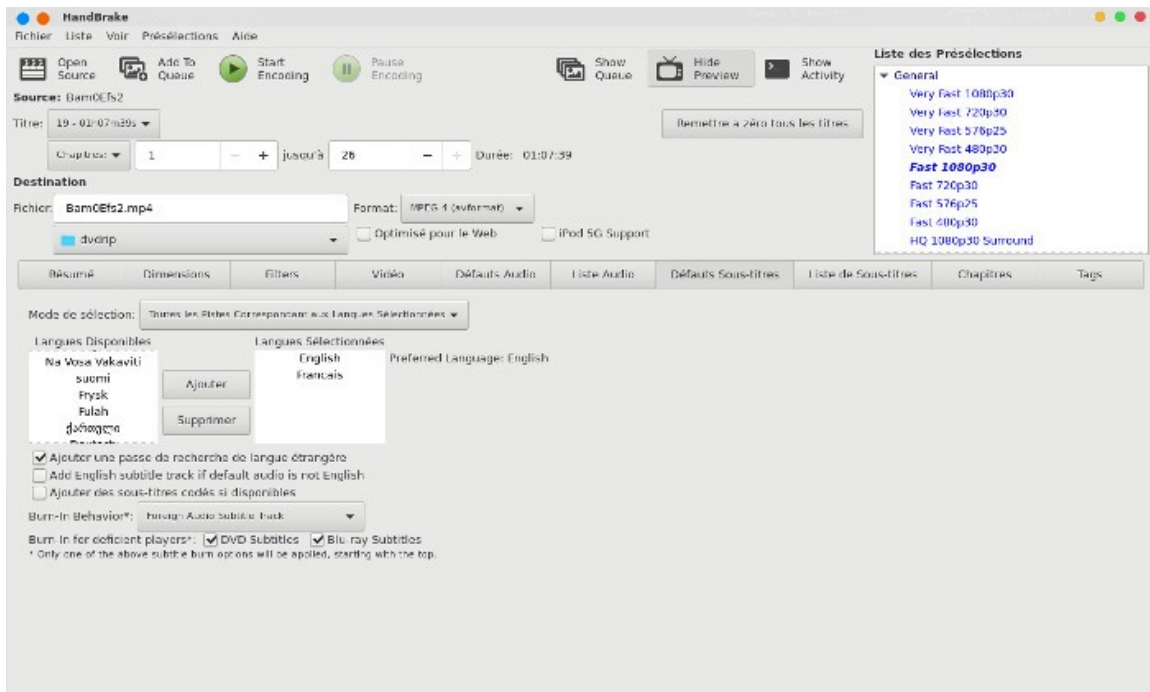 HandBrake
Fichier Liste Voir Présélections Aide
Open Source
Add To Queue
Start Encoding
Pause Encoding
Show Queue
Hide Preview
Show Activity
Liste des Présélections
General
Very Fast 1080p30
Very Fast 720p30
Very Fast 576p25
Very Fast 480p30
Fast 1080p30
Fast 720p30
Fast 576p25
Fast 480p30
HQ 1080p30 Surround
Source: Bam0Efs2
Titre: 19 - 01h07m39s
Remettre à zéro tous les titres
Chapitres: 1 - + jusqu'à 26 - + Durée: 01:07:39
Destination
Fichier: Bam0Efs2.mp4 Format: MPEG-4 (avformat)
dvdrip
Optimisé pour le Web
iPod 5G Support
Résumé Dimensions Filters Vidéo Défauts Audio Liste Audio Défauts Sous-titres Liste de Sous-titres Chapitres Tags
Mode de sélection: Toutes les Pistes Correspondant aux Langues Sélectionnées
Langues Disponibles
Na Vosa Vakaviti
suomi
Frysk
Fulah
ქართული
Deutsch
Ajouter
Supprimer
Langues Sélectionnées
English
Francais
Preferred Language: English
Ajouter une passe de recherche de langue étrangère
Add English subtitle track if default audio is not English
Ajouter des sous-titres codés si disponibles
Burn-In Behavior*: Foreign Audio Subtitle Track
Burn-In for deficient players*: DVD Subtitles Blu-ray Subtitles
* Only one of the above subtitle burn options will be applied, starting with the top.